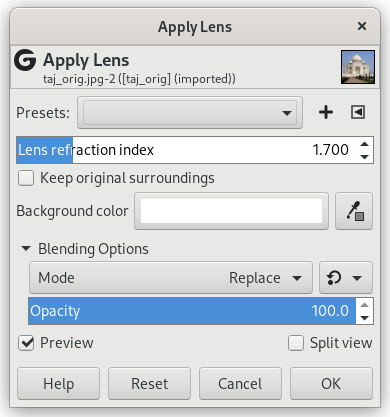 Apply Lens
Apply Lens
taj_orig.jpg-2 ([taj_orig] (imported))
Presets:
Lens refraction index 1.700
Keep original surroundings
Background color
Blending Options
Mode Replace
Opacity 100.0
Preview Split view
Help Reset Cancel OK